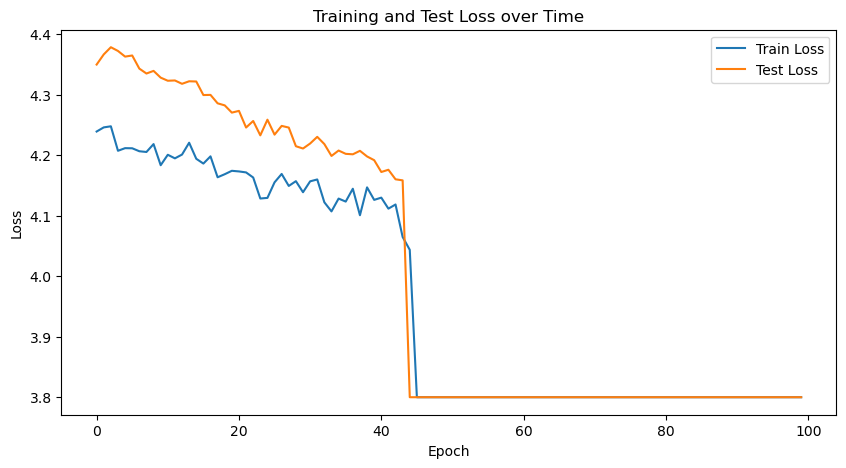 Training and Test Loss over Time
Train Loss
Test Loss
4.4
4.3
4.2
4.1
4.0
3.9
3.8
Loss
0
20
40
60
80
100
Epoch